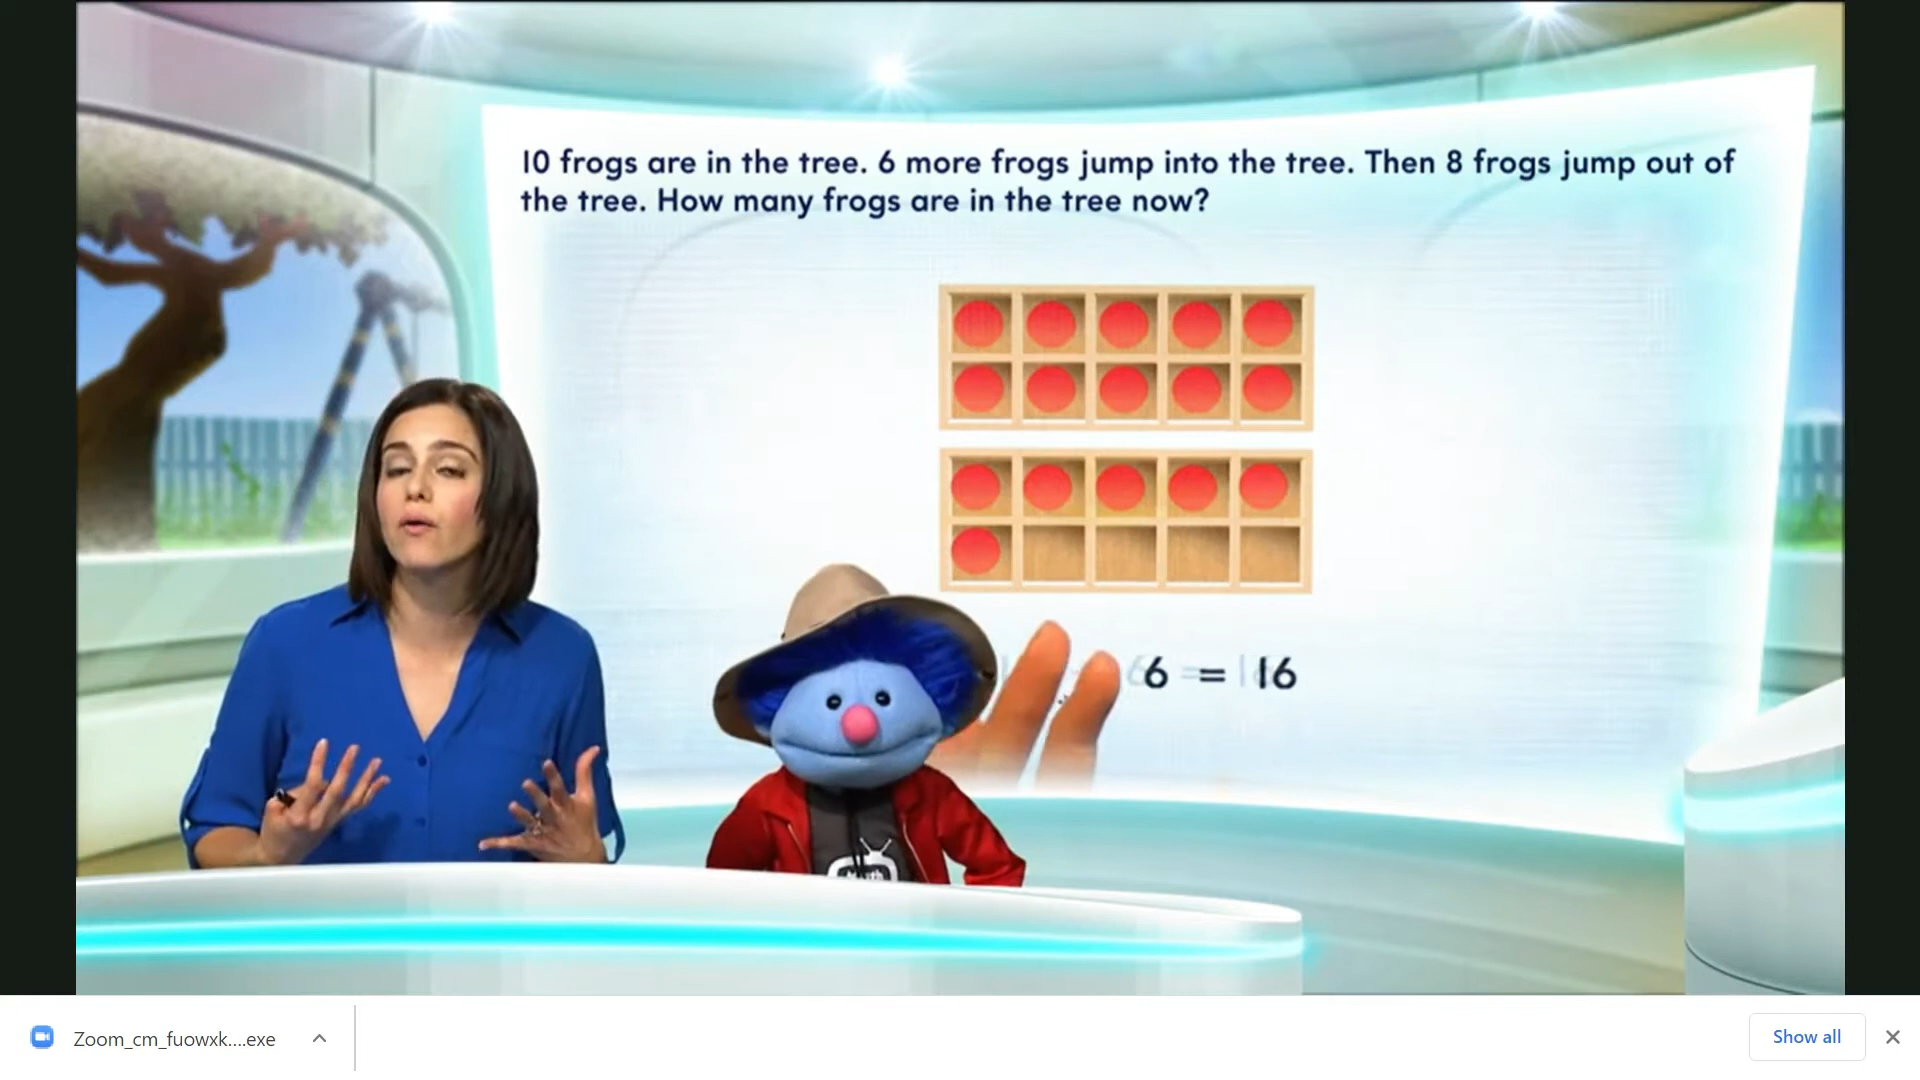 10 frogs are in the tree. 6 more frogs jump into the tree. Then 8 frogs jump out of
the tree. How many frogs are in the tree now?
6 = 16
Zoom_cm_fuowxk....exe
Show all